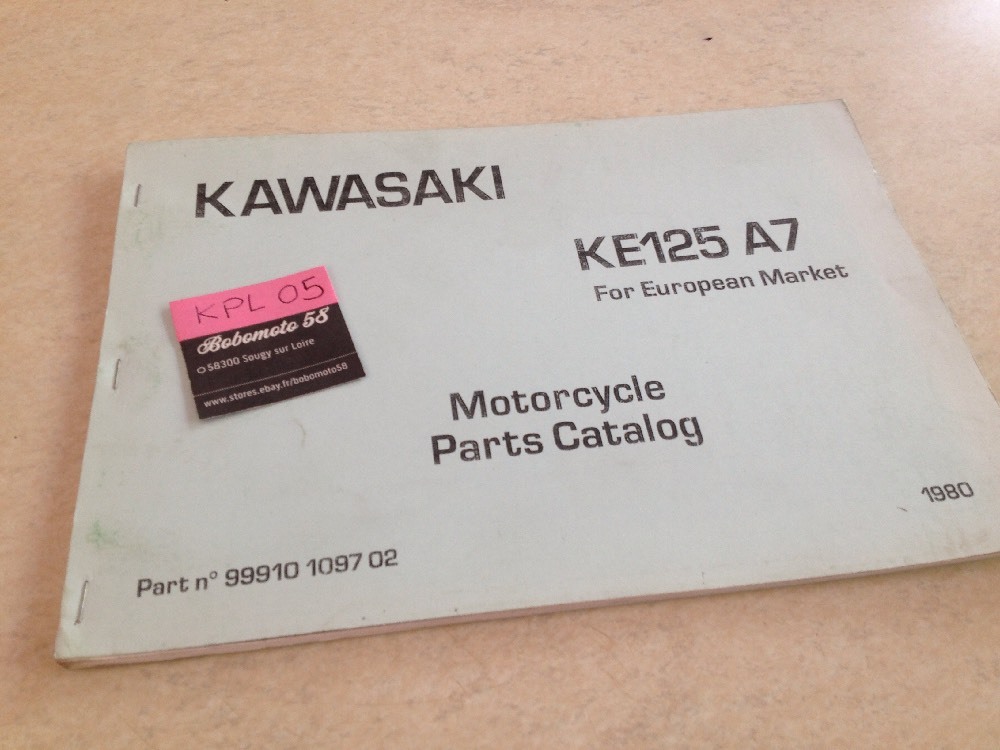 KAWASAKI
KE125 A7
For European Market
KPL 05
Bobomoto 58
58300 Sougy sur Loire
www.stores.ebay.fr/bobomoto58
Motorcycle
Parts Catalog
1980
Part n° 99910 1097 02